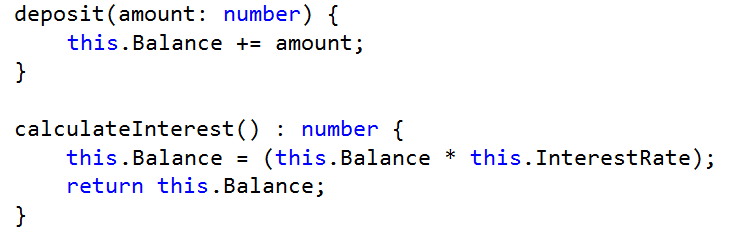 deposit(amount: number) {
    this.Balance += amount;
}

calculateInterest() : number {
    this.Balance = (this.Balance * this.InterestRate);
    return this.Balance;
}